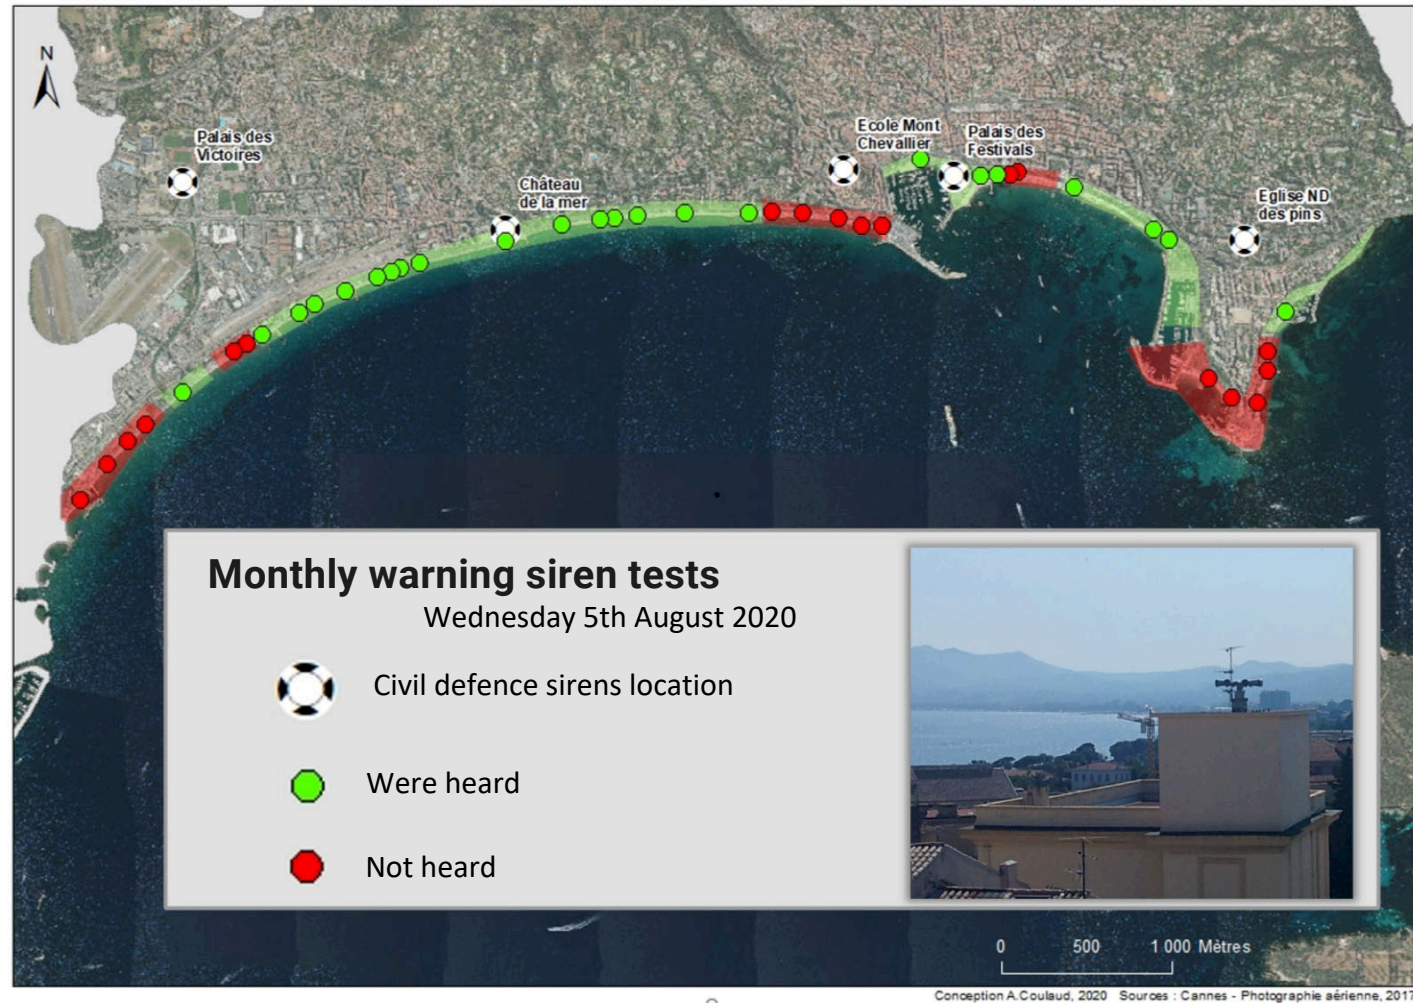 N
Palais des
Victoires
Château
de la mer
Ecole Mont
Chevallier
Palais des
Festivals
Eglise ND
des pins
Monthly warning siren tests
Wednesday 5th August 2020
Civil defence sirens location
Were heard
Not heard
0 500 1 000 Mètres
Conception A.Coulaud, 2020 Sources : Cannes - Photographie aérienne, 2017